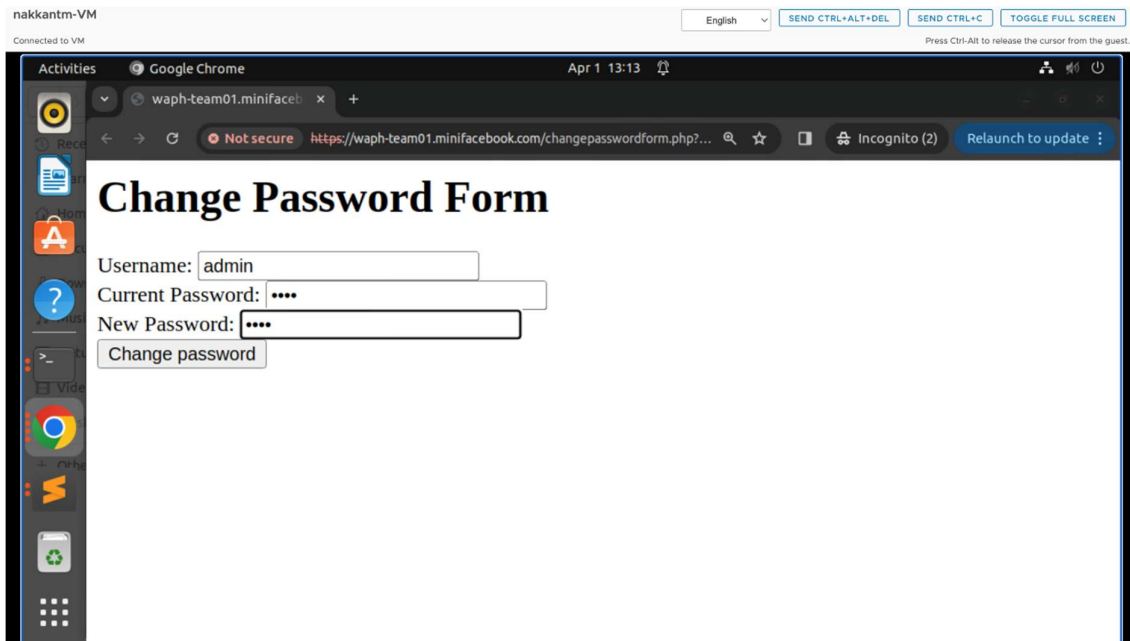 nakkantm-VM
English
SEND CTRL+ALT+DEL
SEND CTRL+C
TOGGLE FULL SCREEN
Connected to VM
Press Ctrl-Alt to release the cursor from the guest.
Activities
Google Chrome
Apr 1 13:13
waph-team01.minifaceb
Not secure
https://waph-team01.minifacebook.com/changepasswordform.php?...
Incognito (2)
Relaunch to update
Change Password Form
Username: admin
Current Password: ••••
New Password: ••••
Change password